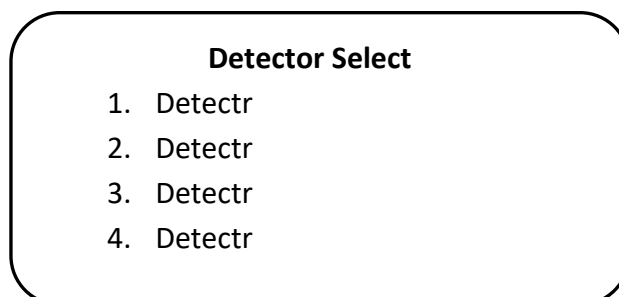 Detector Select
1. Detectr
2. Detectr
3. Detectr
4. Detectr